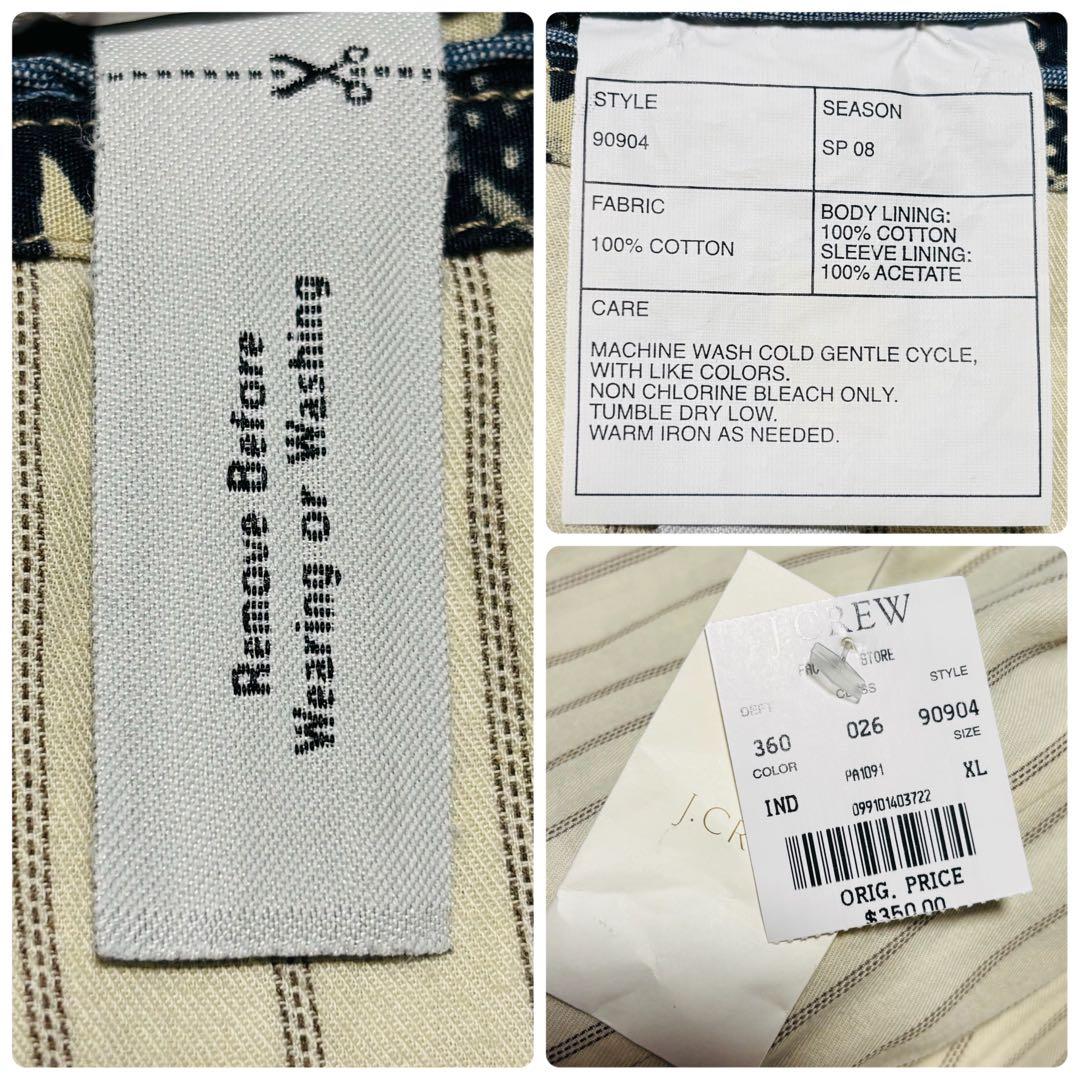 Remove Before
Wearing or Washing
STYLE
90904
SEASON
SP 08
FABRIC
100% COTTON
BODY LINING:
100% COTTON
SLEEVE LINING:
100% ACETATE
CARE
MACHINE WASH COLD GENTLE CYCLE,
WITH LIKE COLORS.
NON CHLORINE BLEACH ONLY.
TUMBLE DRY LOW.
WARM IRON AS NEEDED.
J.CREW
STORE
DEPT
STYLE
360
026
90904
COLOR
SIZE
PA1091
IND
XL
099101403722
ORIG. PRICE
$350.00
J.CR